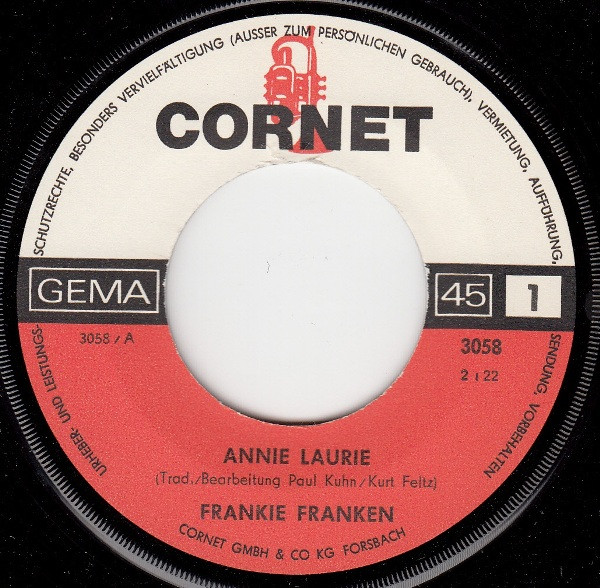 URHEBER- UND LEISTUNGS-SCHUTZRECHTE, BESONDERS VERVIELFÄLTIGUNG (AUSSER ZUM PERSÖNLICHEN GEBRAUCH), VERMIETUNG, AUFFÜHRUNG, SENDUNG, VORBEHALTEN
CORNET
GEMA 45 1
3058/A 3058
2:22
ANNIE LAURIE
(Trad./Bearbeitung Paul Kuhn/Kurt Feltz)
FRANKIE FRANKEN
CORNET GMBH & CO KG FORSBACH